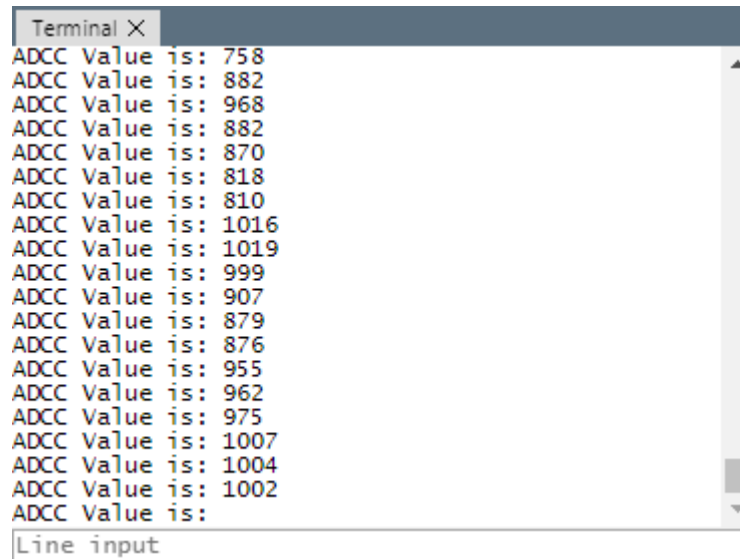 Terminal
ADCC Value is: 758
ADCC Value is: 882
ADCC Value is: 968
ADCC Value is: 882
ADCC Value is: 870
ADCC Value is: 818
ADCC Value is: 810
ADCC Value is: 1016
ADCC Value is: 1019
ADCC Value is: 999
ADCC Value is: 907
ADCC Value is: 879
ADCC Value is: 876
ADCC Value is: 955
ADCC Value is: 962
ADCC Value is: 975
ADCC Value is: 1007
ADCC Value is: 1004
ADCC Value is: 1002
ADCC Value is:
Line input